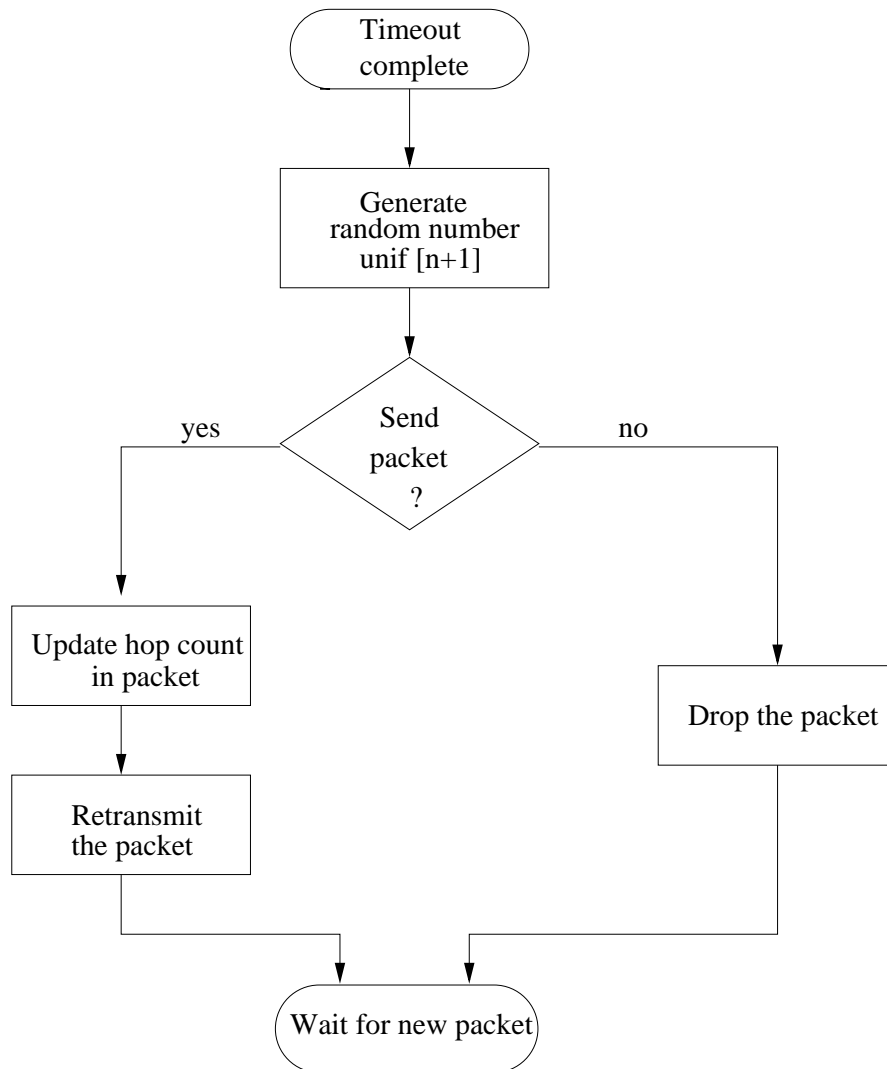 Timeout
complete
Generate
random number
unif [n+1]
Send
packet
?
yes
no
Update hop count
in packet
Drop the packet
Retransmit
the packet
Wait for new packet